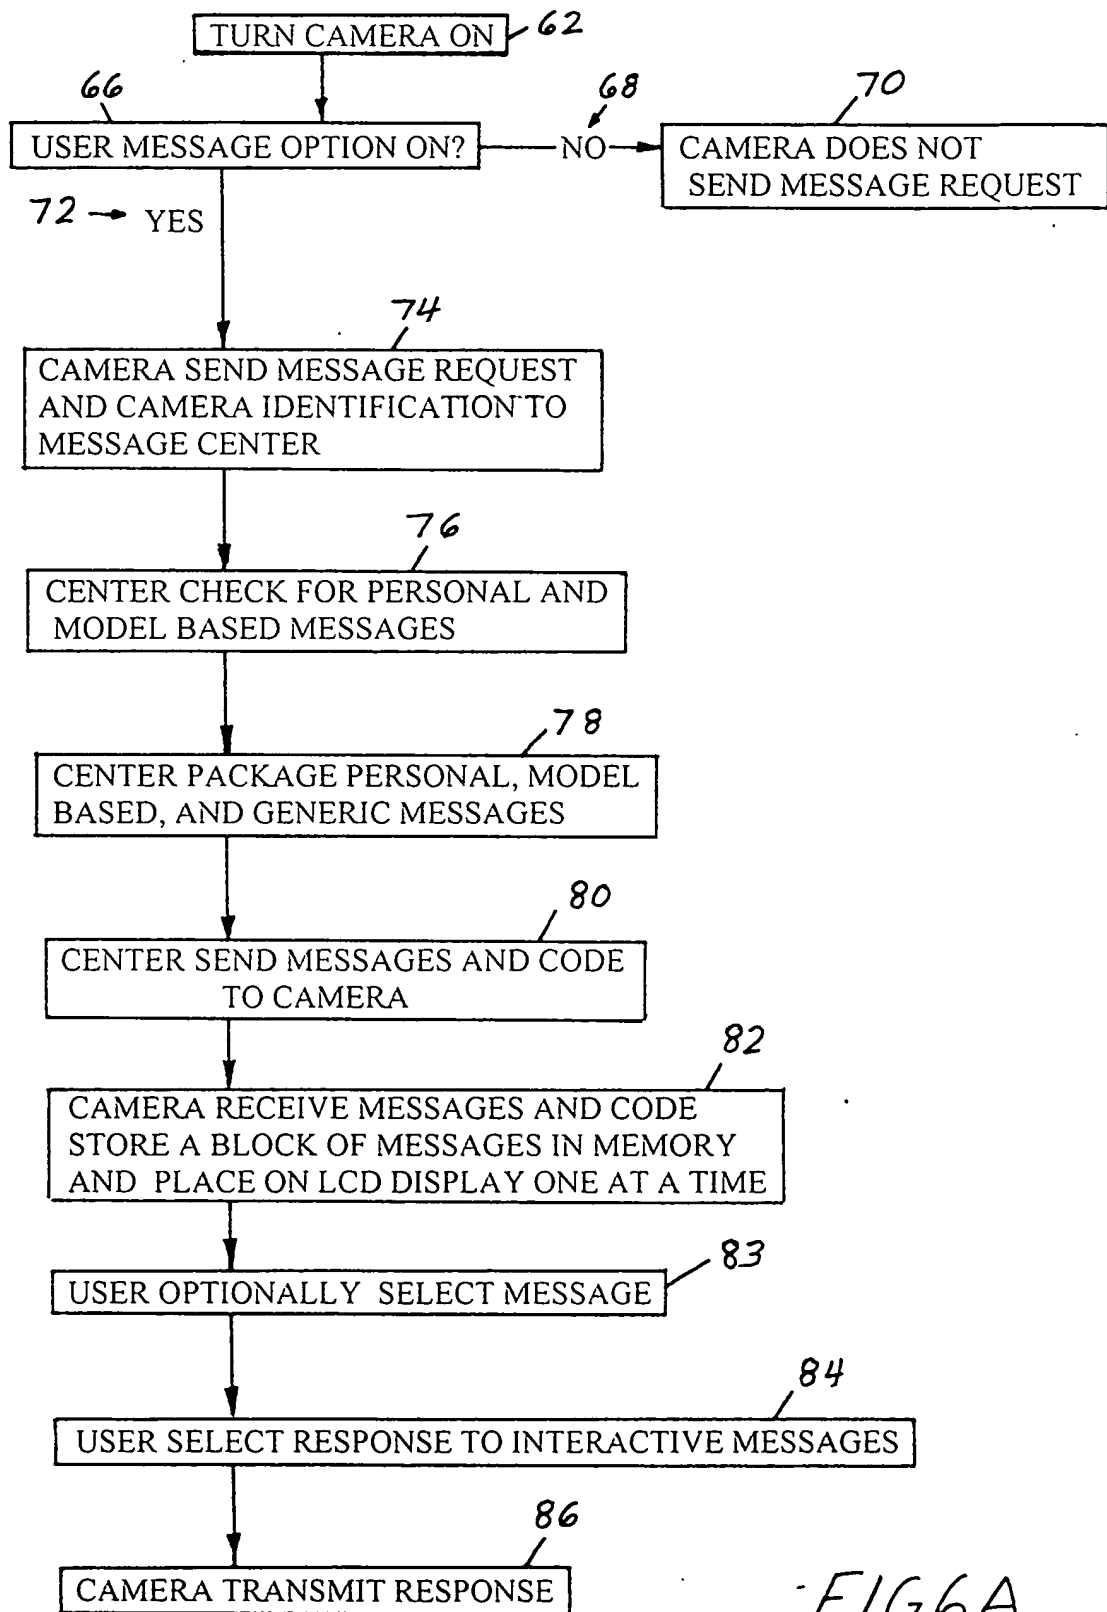 TURN CAMERA ON
62
66
68
70
USER MESSAGE OPTION ON?
NO
CAMERA DOES NOT
SEND MESSAGE REQUEST
72
YES
74
CAMERA SEND MESSAGE REQUEST
AND CAMERA IDENTIFICATION TO
MESSAGE CENTER
76
CENTER CHECK FOR PERSONAL AND
MODEL BASED MESSAGES
78
CENTER PACKAGE PERSONAL, MODEL
BASED, AND GENERIC MESSAGES
80
CENTER SEND MESSAGES AND CODE
TO CAMERA
82
CAMERA RECEIVE MESSAGES AND CODE
STORE A BLOCK OF MESSAGES IN MEMORY
AND PLACE ON LCD DISPLAY ONE AT A TIME
83
USER OPTIONALLY SELECT MESSAGE
84
USER SELECT RESPONSE TO INTERACTIVE MESSAGES
86
CAMERA TRANSMIT RESPONSE
FIG6A